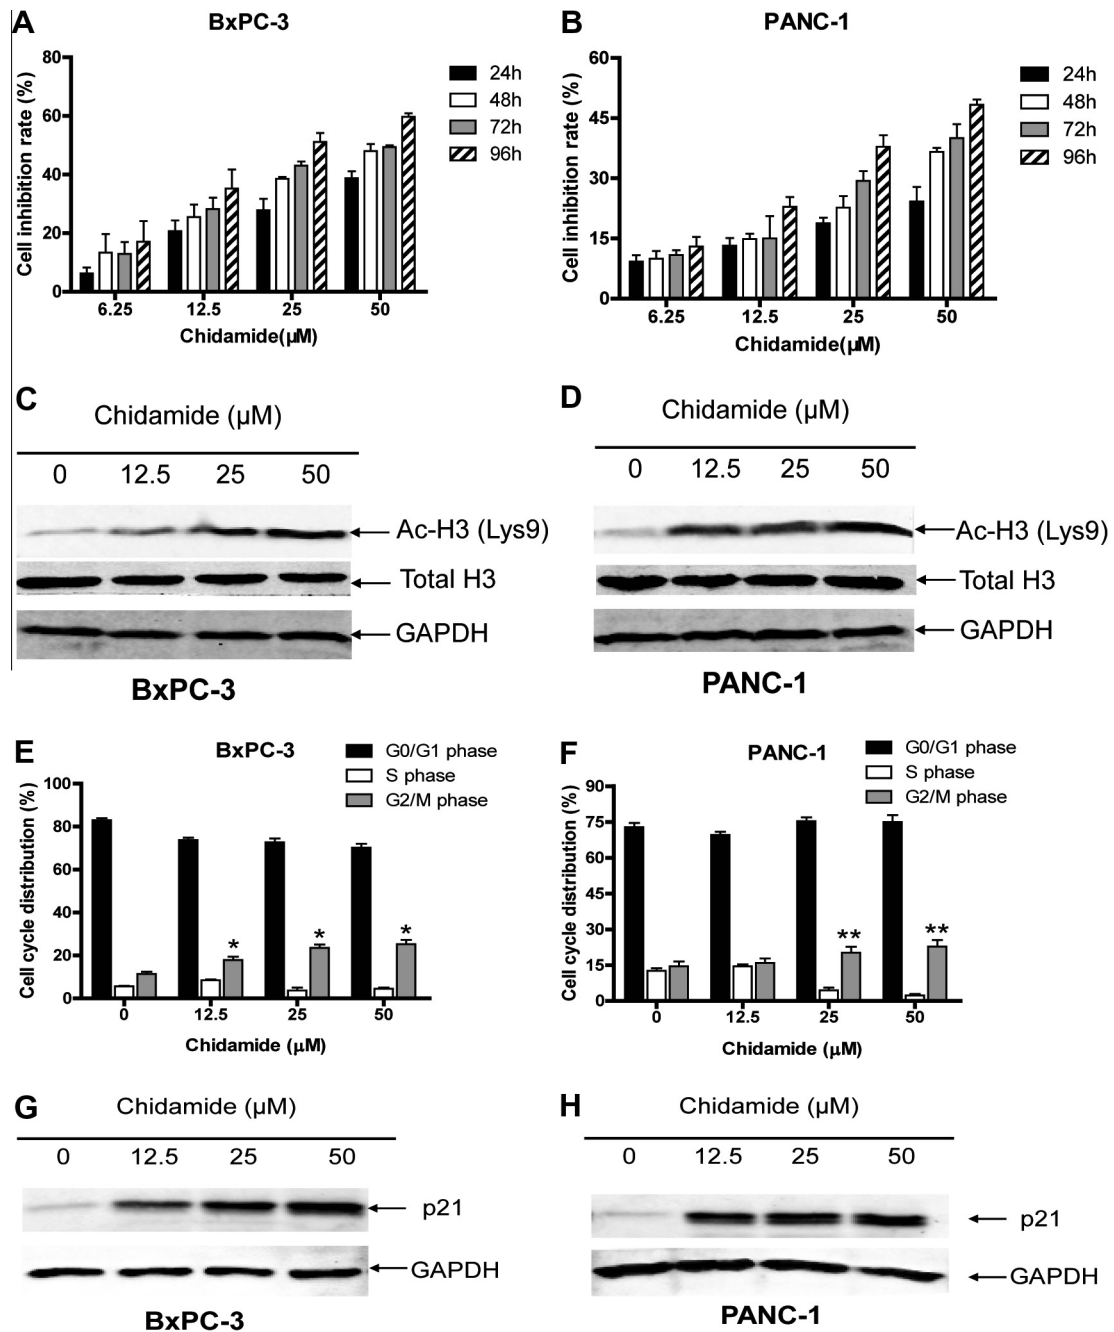 A
BxPC-3
Cell inhibition rate (%)
80
60
40
20
0
6.25 12.5 25 50
Chidamide(μM)
24h
48h
72h
96h
B
PANC-1
Cell inhibition rate (%)
60
45
30
15
0
6.25 12.5 25 50
Chidamide(μM)
24h
48h
72h
96h
C
Chidamide (μM)
0 12.5 25 50
Ac-H3 (Lys9)
Total H3
GAPDH
BxPC-3
D
Chidamide (μM)
0 12.5 25 50
Ac-H3 (Lys9)
Total H3
GAPDH
PANC-1
E
BxPC-3
G0/G1 phase
S phase
G2/M phase
Cell cycle distribution (%)
100
80
60
40
20
0
* * *
0 12.5 25 50
Chidamide (μM)
F
PANC-1
G0/G1 phase
S phase
G2/M phase
Cell cycle distribution (%)
90
75
60
45
30
15
0
** **
0 12.5 25 50
Chidamide (μM)
G
Chidamide (μM)
0 12.5 25 50
p21
GAPDH
BxPC-3
H
Chidamide (μM)
0 12.5 25 50
p21
GAPDH
PANC-1